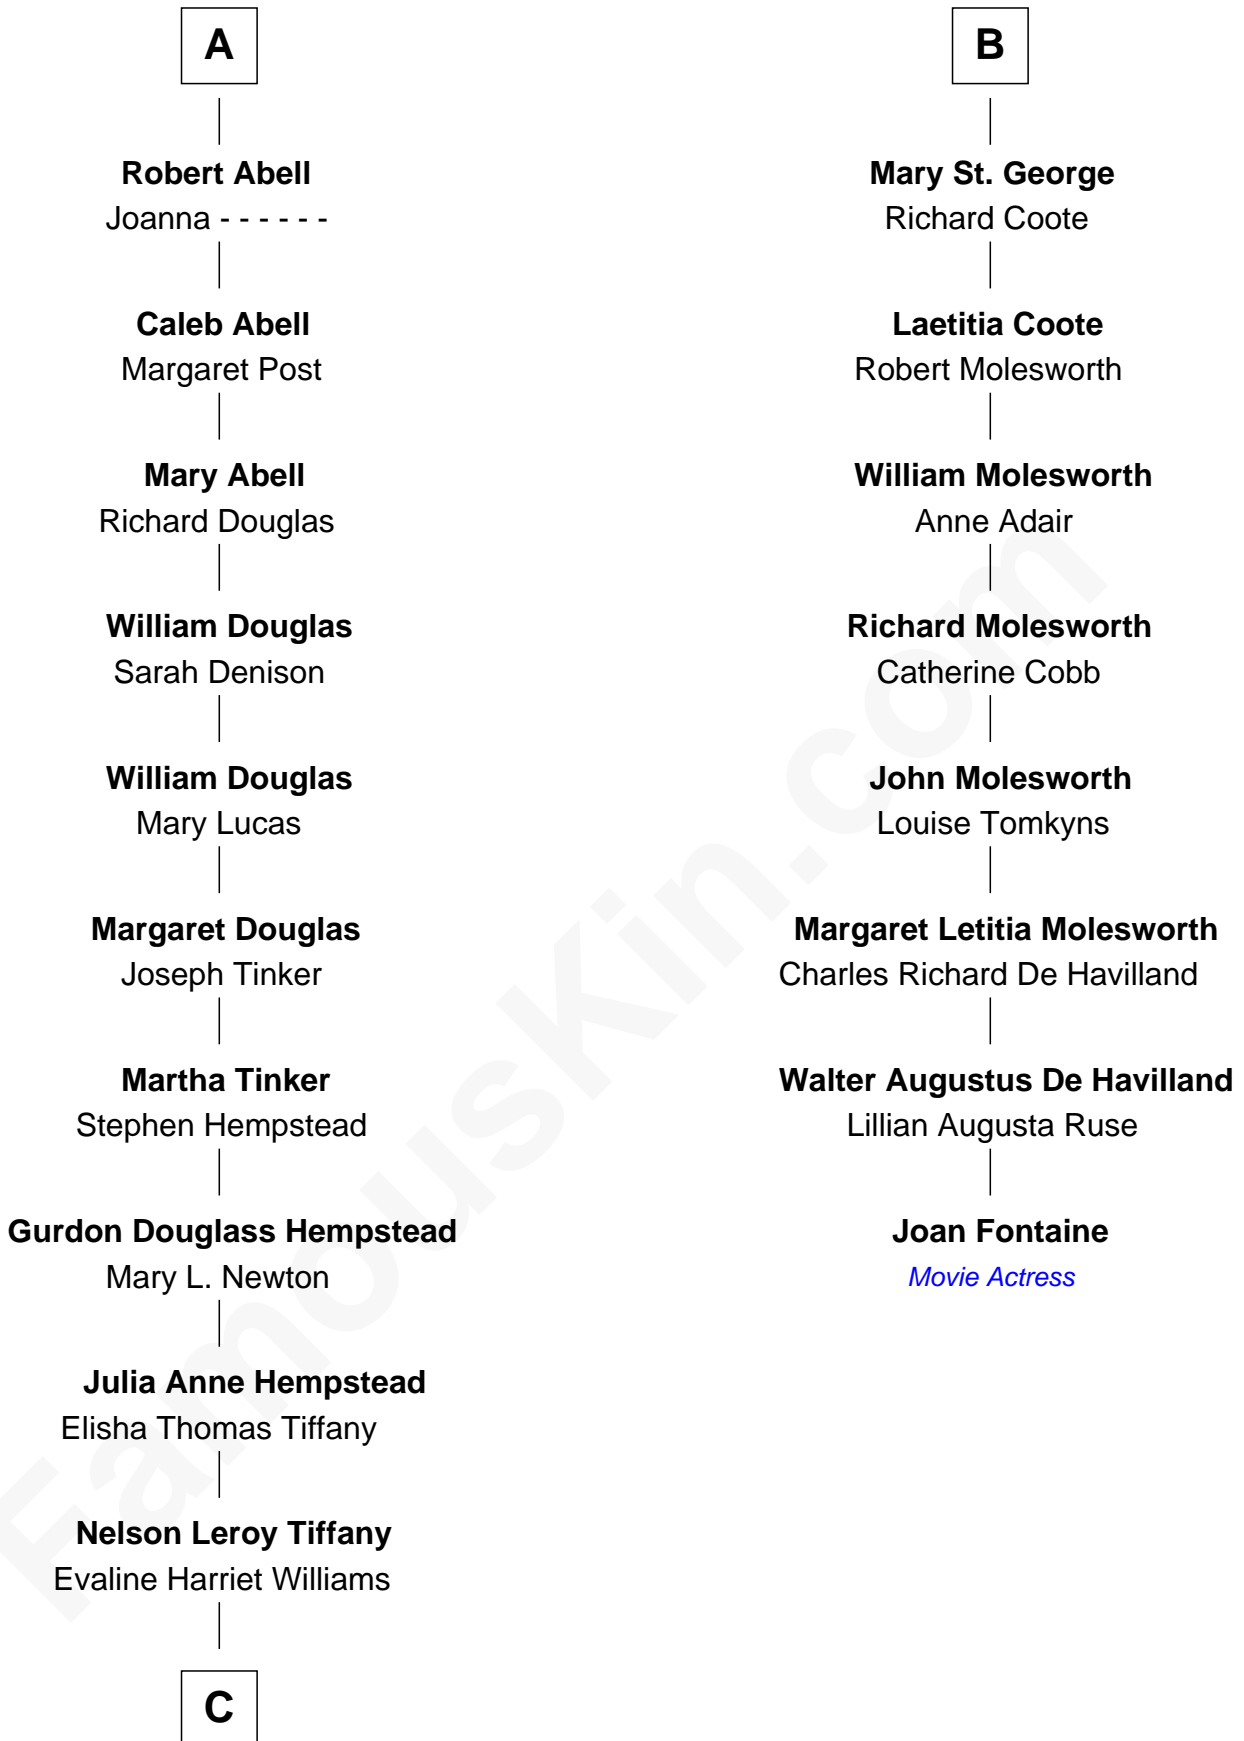 A
Robert Abell
Joanna - - - - - -
Caleb Abell
Margaret Post
Mary Abell
Richard Douglas
William Douglas
Sarah Denison
William Douglas
Mary Lucas
Margaret Douglas
Joseph Tinker
Martha Tinker
Stephen Hempstead
Gurdon Douglass Hempstead
Mary L. Newton
Julia Anne Hempstead
Elisha Thomas Tiffany
Nelson Leroy Tiffany
Evaline Harriet Williams
C
B
Mary St. George
Richard Coote
Laetitia Coote
Robert Molesworth
William Molesworth
Anne Adair
Richard Molesworth
Catherine Cobb
John Molesworth
Louise Tomkyns
Margaret Letitia Molesworth
Charles Richard De Havilland
Walter Augustus De Havilland
Lillian Augusta Ruse
Joan Fontaine
Movie Actress
FamousKin.com